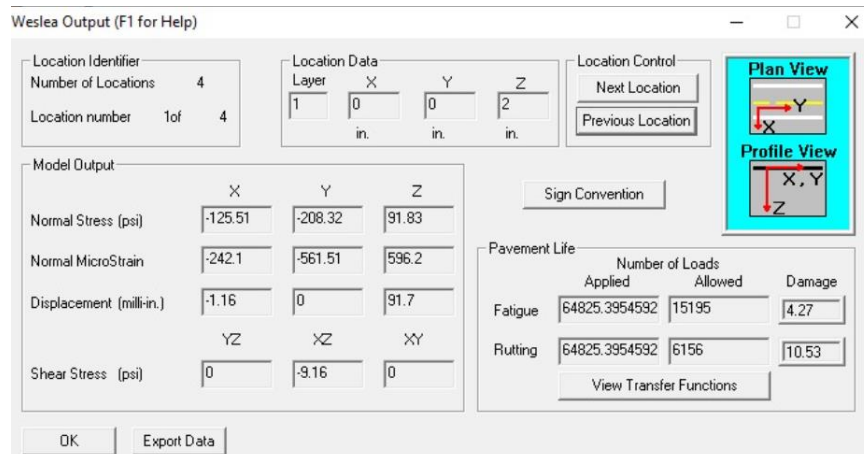 Weslea Output (F1 for Help)
Location Identifier
Number of Locations 4
Location number 1of 4
Location Data
Layer X Y Z
1 0 0 2
in. in. in.
Location Control
Next Location
Previous Location
Plan View
Y
X
Profile View
X, Y
Z
Model Output
X Y Z
Normal Stress (psi) -125.51 -208.32 91.83
Normal MicroStrain -242.1 -561.51 596.2
Displacement (milli-in.) -1.16 0 91.7
YZ XZ XY
Shear Stress (psi) 0 -9.16 0
Sign Convention
Pavement Life
Number of Loads
Applied Allowed Damage
Fatigue 64825.3954592 15195 4.27
Rutting 64825.3954592 6156 10.53
View Transfer Functions
OK Export Data